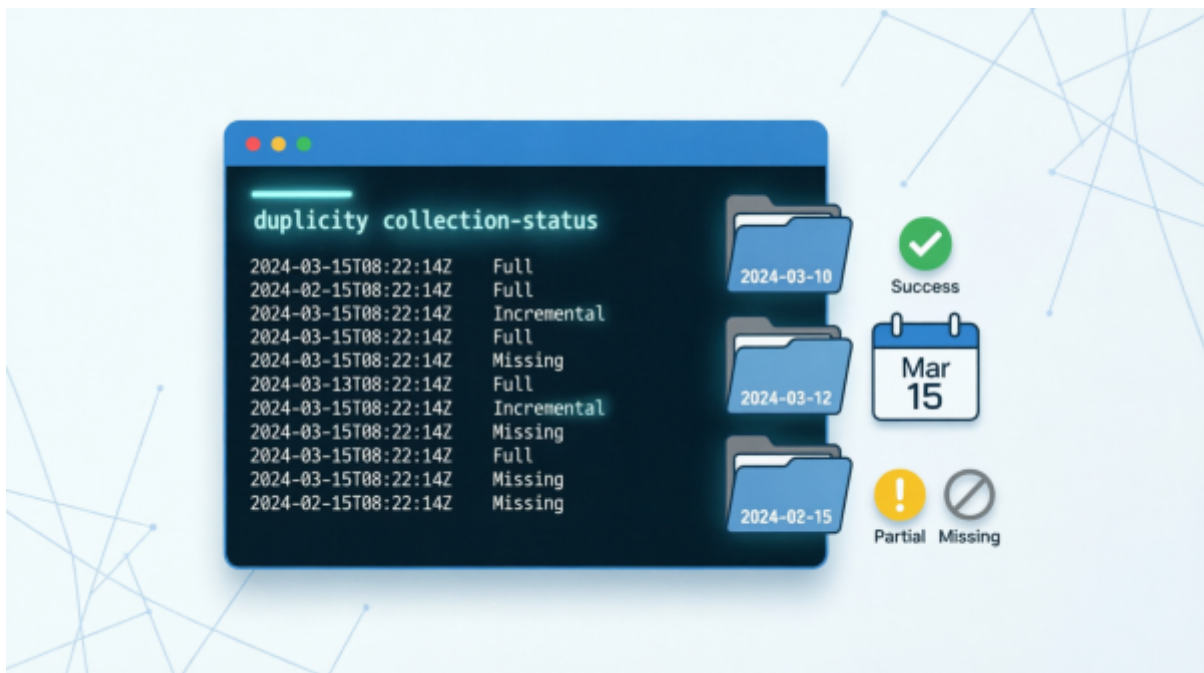 duplicity collection-status
2024-03-15T08:22:14Z Full
2024-02-15T08:22:14Z Full
2024-03-15T08:22:14Z Incremental
2024-03-15T08:22:14Z Full
2024-03-15T08:22:14Z Missing
2024-03-13T08:22:14Z Full
2024-03-15T08:22:14Z Incremental
2024-03-15T08:22:14Z Missing
2024-03-15T08:22:14Z Full
2024-03-15T08:22:14Z Missing
2024-02-15T08:22:14Z Missing
2024-03-10
2024-03-12
2024-02-15
Success
Mar
15
Partial Missing